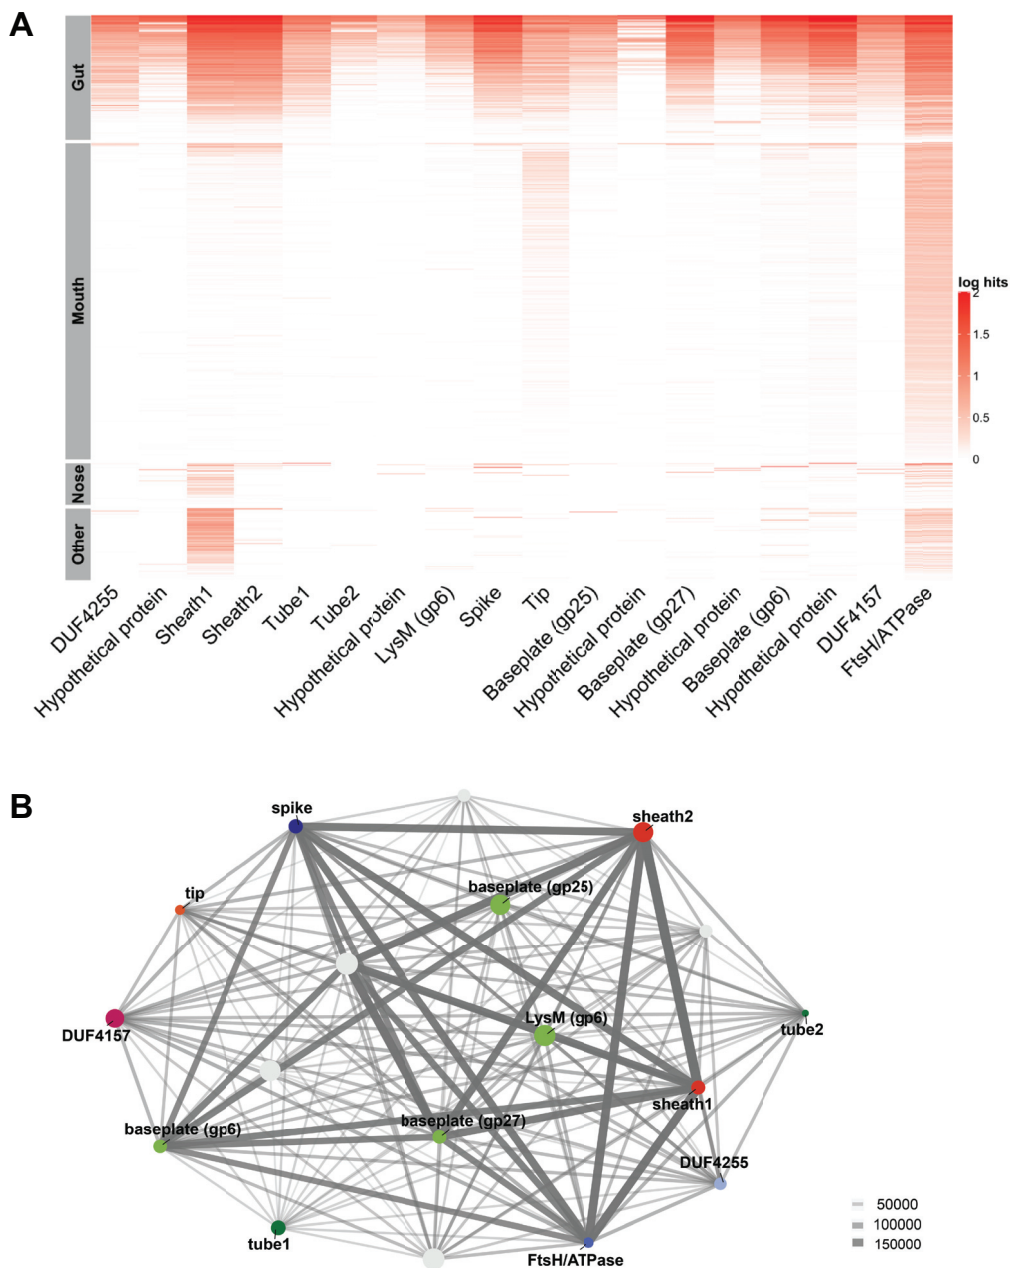 A
Gut
Mouth
Nose
Other
log hits
2
1.5
1
0.5
0
DUF4255
Hypothetical protein
Sheath1
Sheath2
Tube1
Tube2
Hypothetical protein
LysM (gp6)
Spike
Tip
Baseplate (gp25)
Hypothetical protein
Baseplate (gp27)
Hypothetical protein
Baseplate (gp6)
Hypothetical protein
DUF4157
FtsH/ATPase
B
spike
sheath2
baseplate (gp25)
tip
LysM (gp6)
DUF4157
tube2
sheath1
baseplate (gp27)
baseplate (gp6)
DUF4255
tube1
FtsH/ATPase
50000
100000
150000